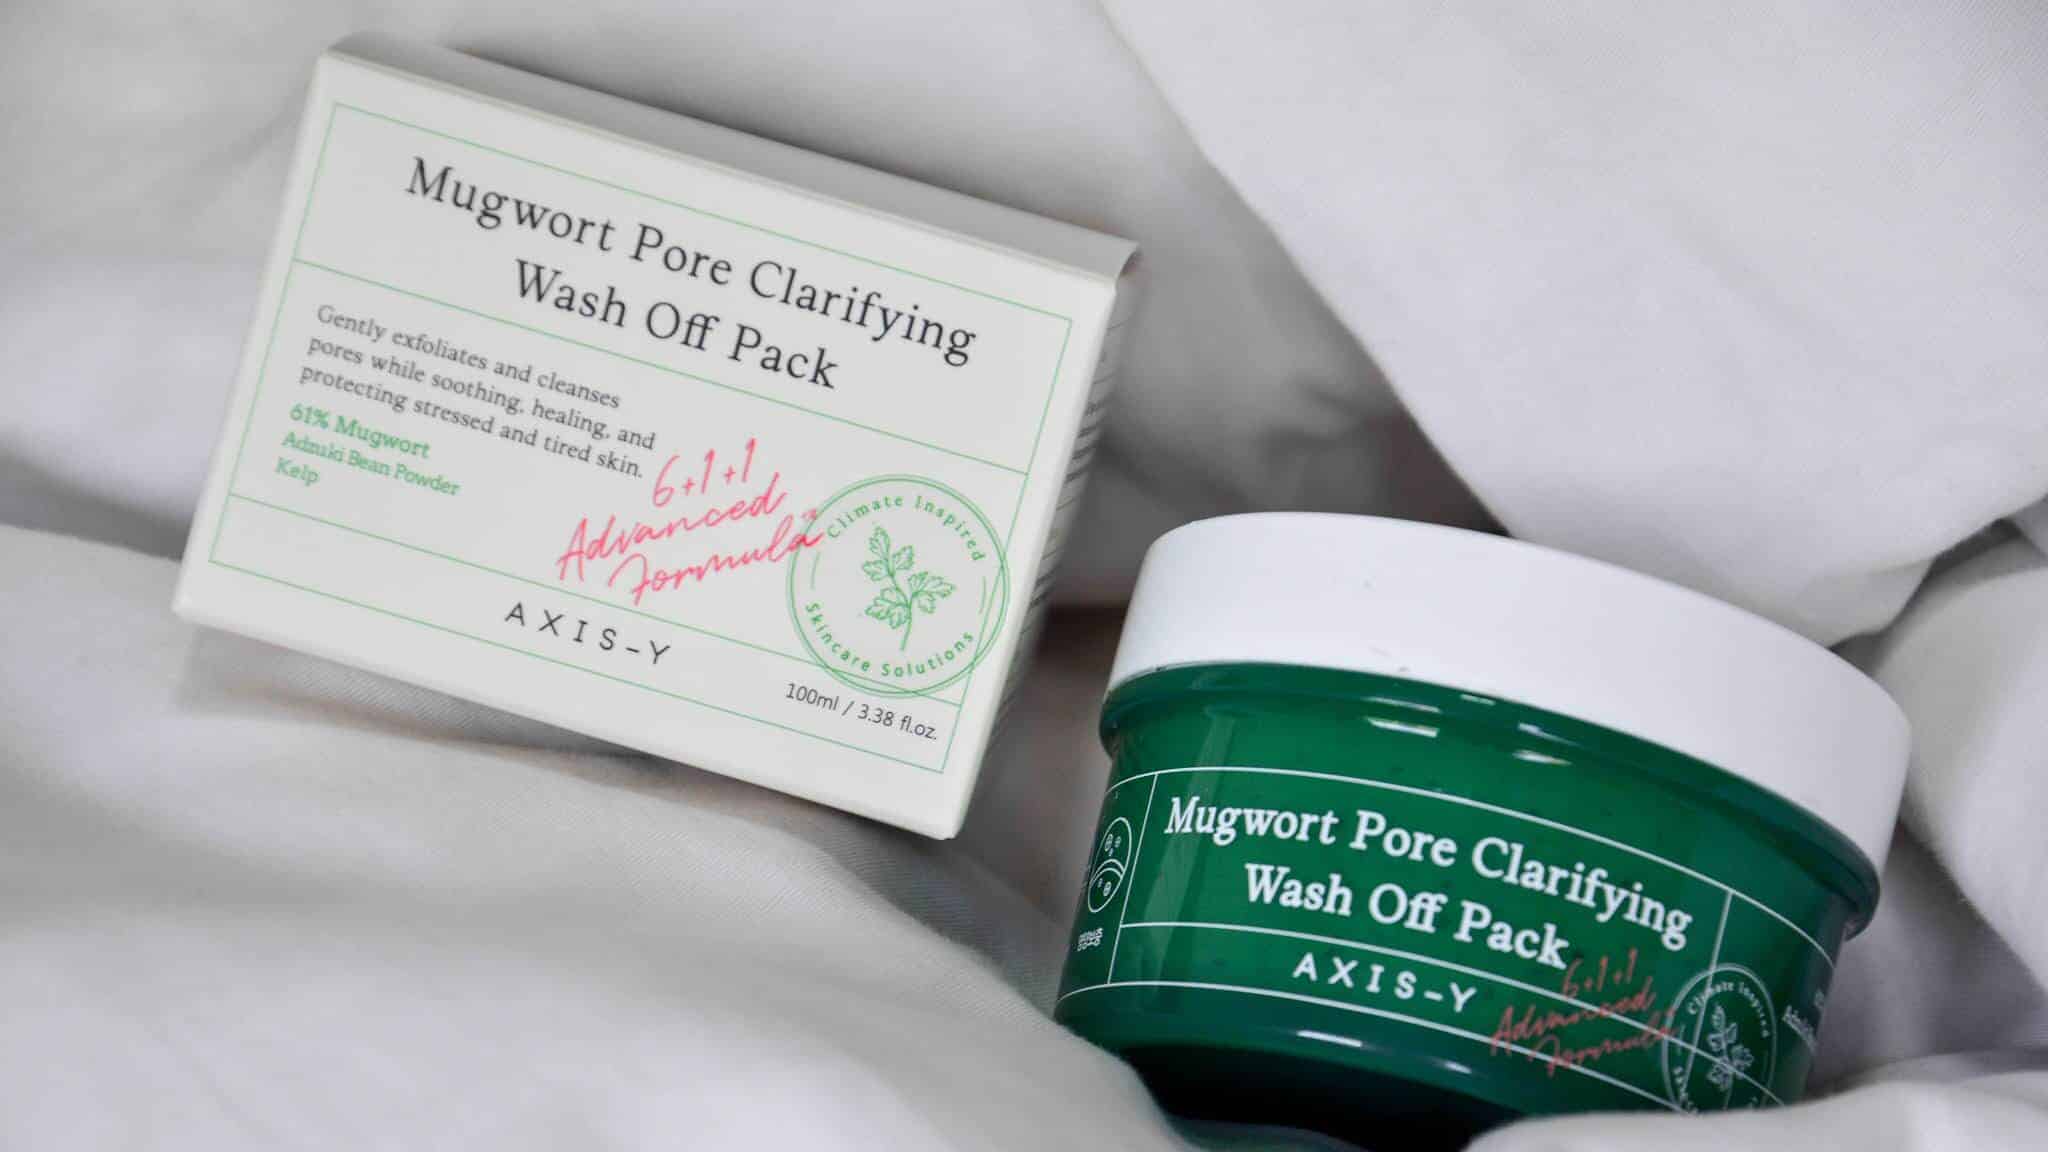 Mugwort Pore Clarifying
Wash Off Pack
Gently exfoliates and cleanses
pores while soothing, healing, and
protecting stressed and tired skin.
61% Mugwort
Adzuki Bean Powder
Kelp
6+1+1
Advanced
Formula
Climate Inspired
Skincare Solutions
AXIS-Y
100ml / 3.38 fl.oz.
Mugwort Pore Clarifying
Wash Off Pack
AXIS-Y
6+1+1
Advanced
Formula
Climate Inspired